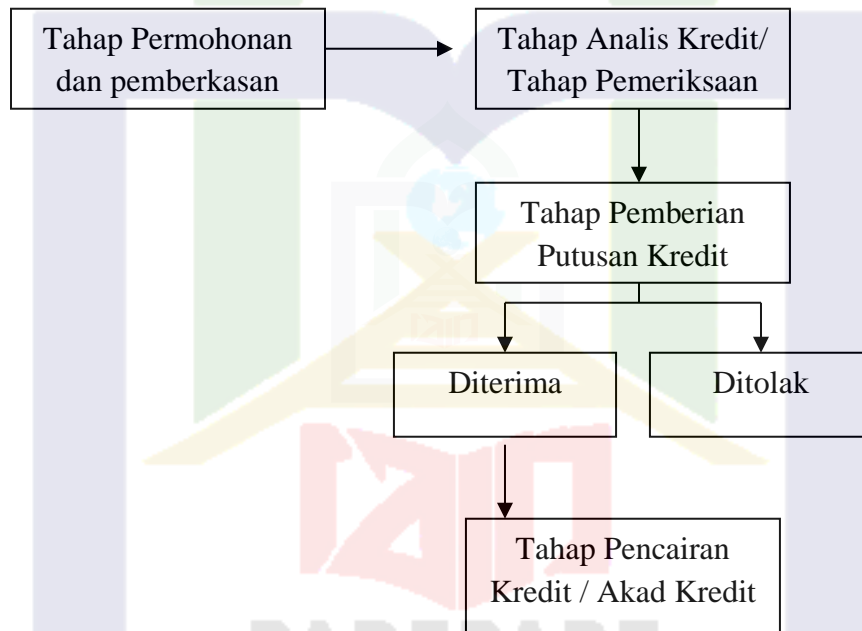 Tahap Permohonan
dan pemberkasan
Tahap Analis Kredit/
Tahap Pemeriksaan
Tahap Pemberian
Putusan Kredit
Diterima
Ditolak
Tahap Pencairan
Kredit / Akad Kredit
PAREPARE